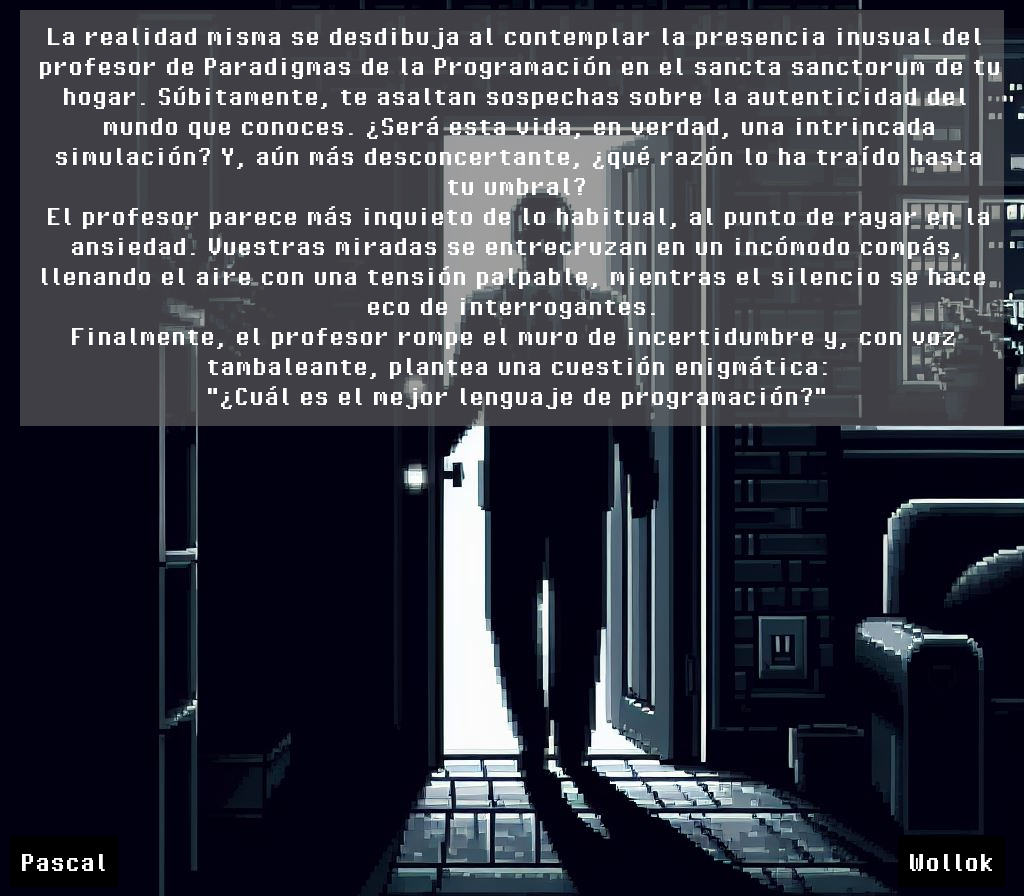 La realidad misma se desdibuja al contemplar la presencia inusual del
profesor de Paradigmas de la Programación en el sancta sanctorum de tu
hogar. Súbitamente, te asaltan sospechas sobre la autenticidad del
mundo que conoces. ¿Será esta vida, en verdad, una intrincada
simulación? Y, aún más desconcertante, ¿qué razón lo ha traído hasta
tu umbral?
El profesor parece más inquieto de lo habitual, al punto de rayar en la
ansiedad. Vuestras miradas se entrecruzan en un incómodo compás,
llenando el aire con una tensión palpable, mientras el silencio se hace
eco de interrogantes.
Finalmente, el profesor rompe el muro de incertidumbre y, con voz
tambaleante, plantea una cuestión enigmática:
"¿Cuál es el mejor lenguaje de programación?"
Pascal
Wollok